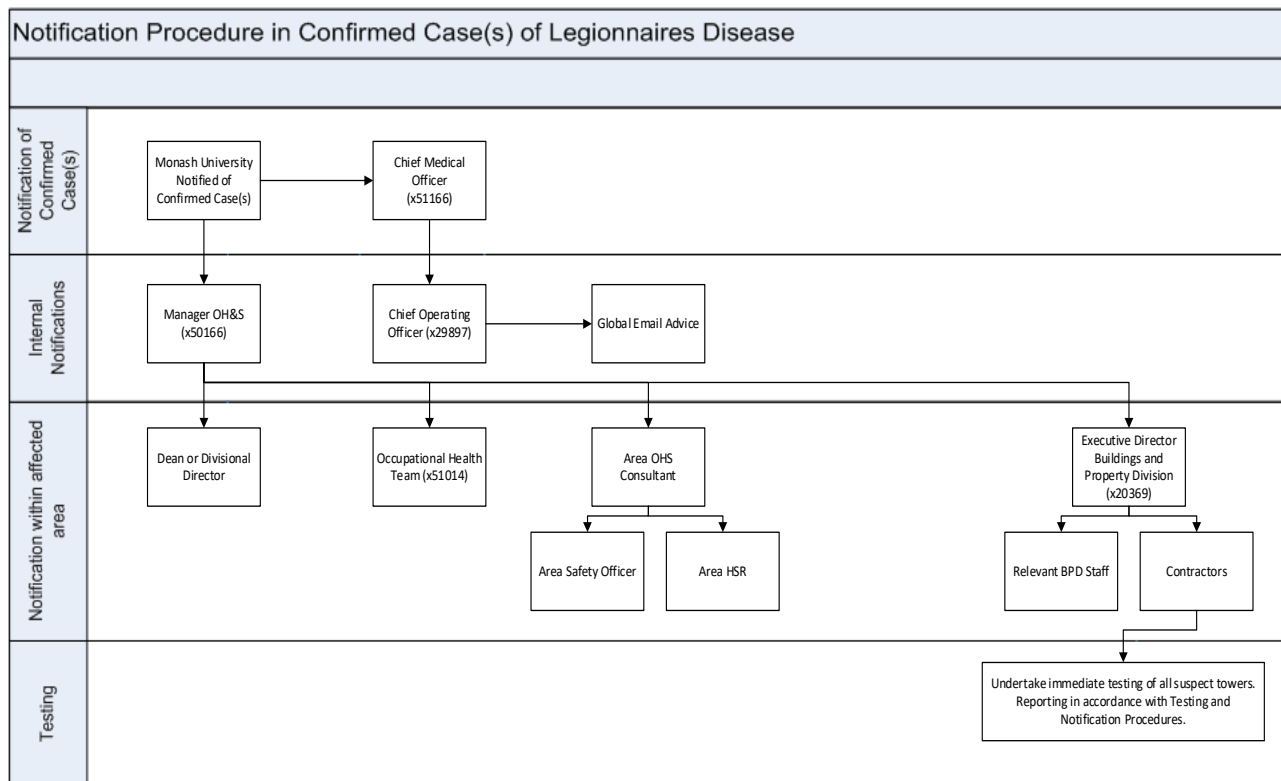 Notification Procedure in Confirmed Case(s) of Legionnaires Disease
Notification of
Confirmed
Case(s)
Monash University
Notified of
Confirmed Case(s)
Chief Medical
Officer
(x51166)
Internal
Notifications
Manager OH&S
(x50166)
Chief Operating
Officer (x29897)
Global Email Advice
Notification within affected
area
Dean or Divisional
Director
Occupational Health
Team (x51014)
Area OHS
Consultant
Executive Director
Buildings and
Property Division
(x20369)
Area Safety Officer
Area HSR
Relevant BPD Staff
Contractors
Testing
Undertake immediate testing of all suspect towers.
Reporting in accordance with Testing and
Notification Procedures.